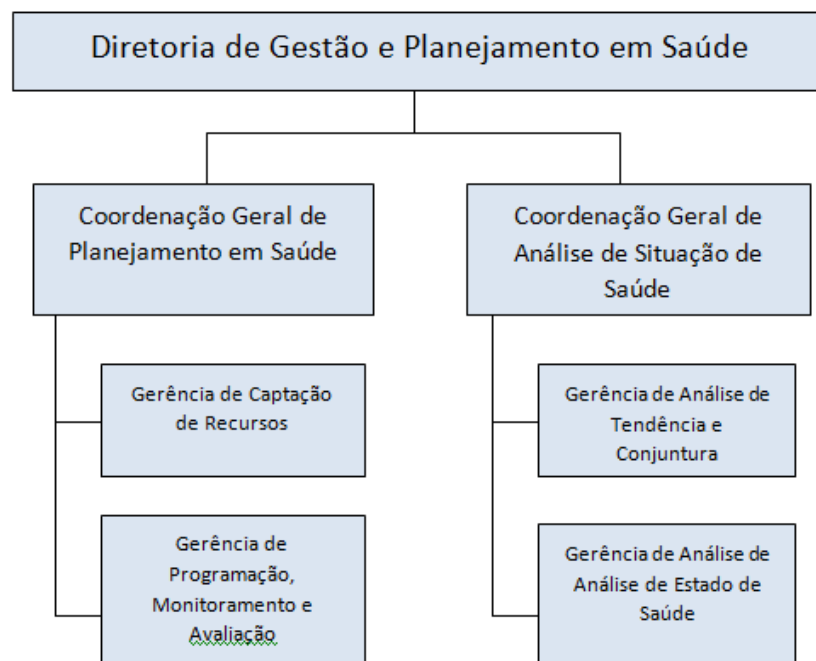 Diretoria de Gestão e Planejamento em Saúde
Coordenação Geral de
Planejamento em Saúde
Coordenação Geral de
Análise de Situação de
Saúde
Gerência de Captação
de Recursos
Gerência de Análise de
Tendência e
Conjuntura
Gerência de
Programação,
Monitoramento e
Avaliação
Gerência de Análise de
Análise de Estado de
Saúde